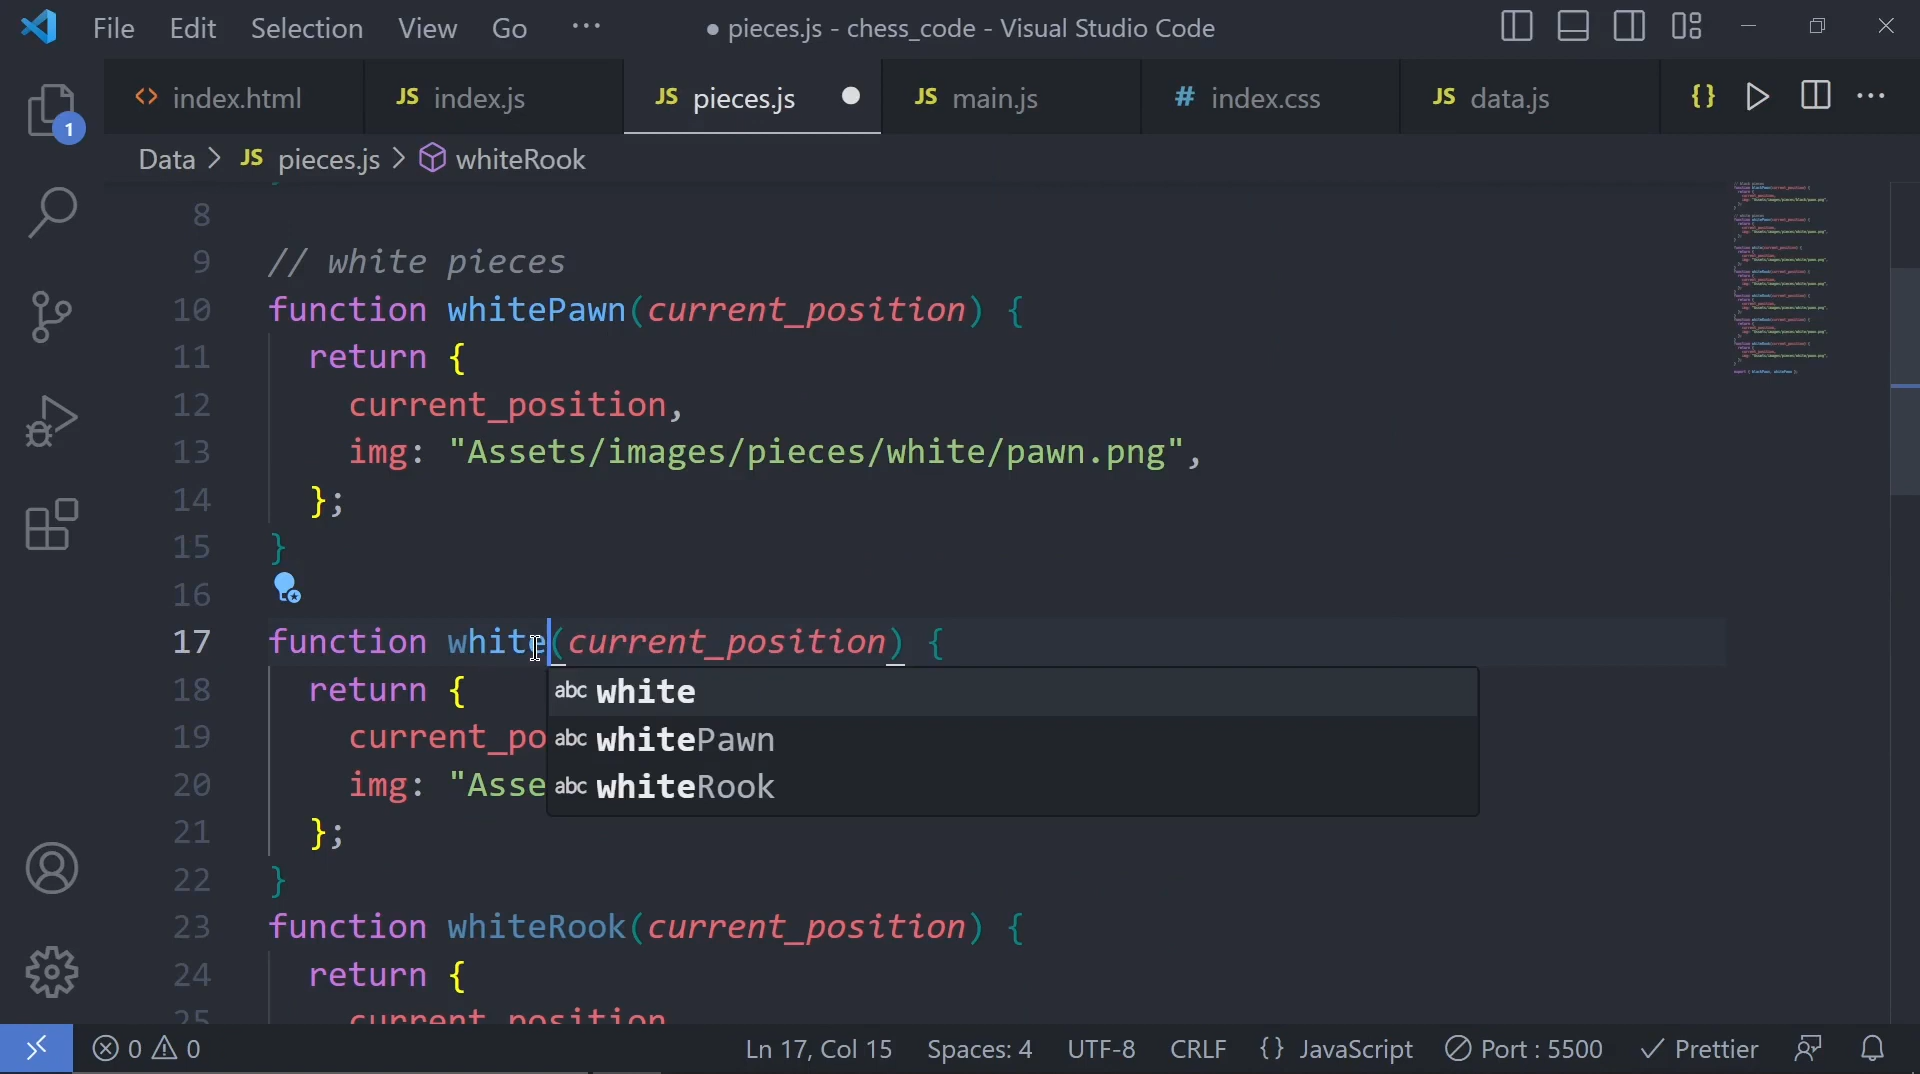 File Edit Selection View Go ··· ● pieces.js - chess_code - Visual Studio Code
<> index.html JS index.js JS pieces.js JS main.js # index.css JS data.js {} ···
1
Data > JS pieces.js > whiteRook
8
9 // white pieces
10 function whitePawn(current_position) {
11 return {
12 current_position,
13 img: "Assets/images/pieces/white/pawn.png",
14 };
15 }
16
17 function white(current_position) {
18 return {
abc white
19 current_po
abc whitePawn
20 img: "Asse
abc whiteRook
21 };
22 }
23 function whiteRook(current_position) {
24 return {
25 current_position
0 0 Ln 17, Col 15 Spaces: 4 UTF-8 CRLF {} JavaScript Port : 5500 Prettier